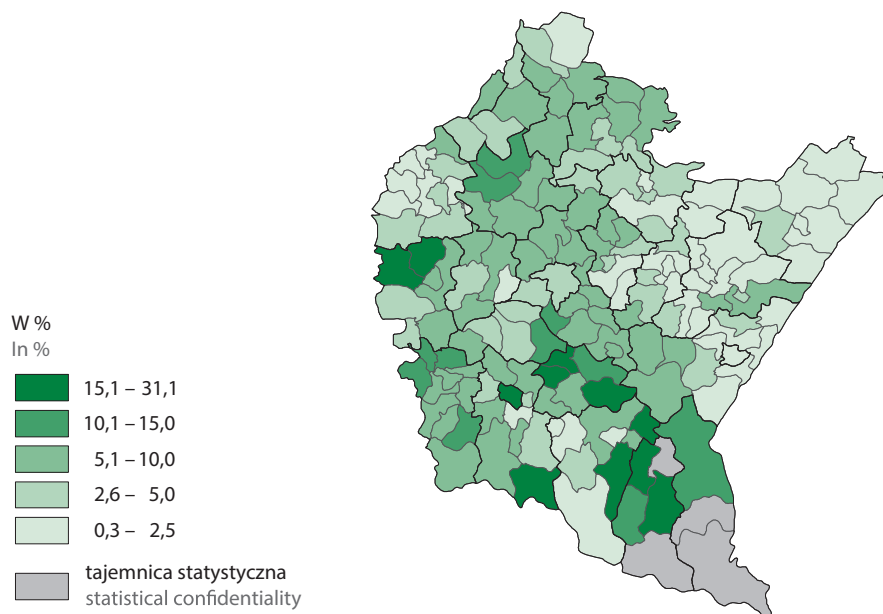 W %
In %
15,1 – 31,1
10,1 – 15,0
5,1 – 10,0
2,6 – 5,0
0,3 – 2,5
tajemnica statystyczna
statistical confidentiality